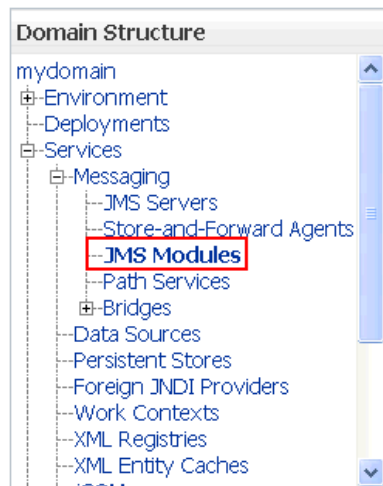 Domain Structure
mydomain
Environment
Deployments
Services
Messaging
JMS Servers
Store-and-Forward Agents
JMS Modules
Path Services
Bridges
Data Sources
Persistent Stores
Foreign JNDI Providers
Work Contexts
XML Registries
XML Entity Caches